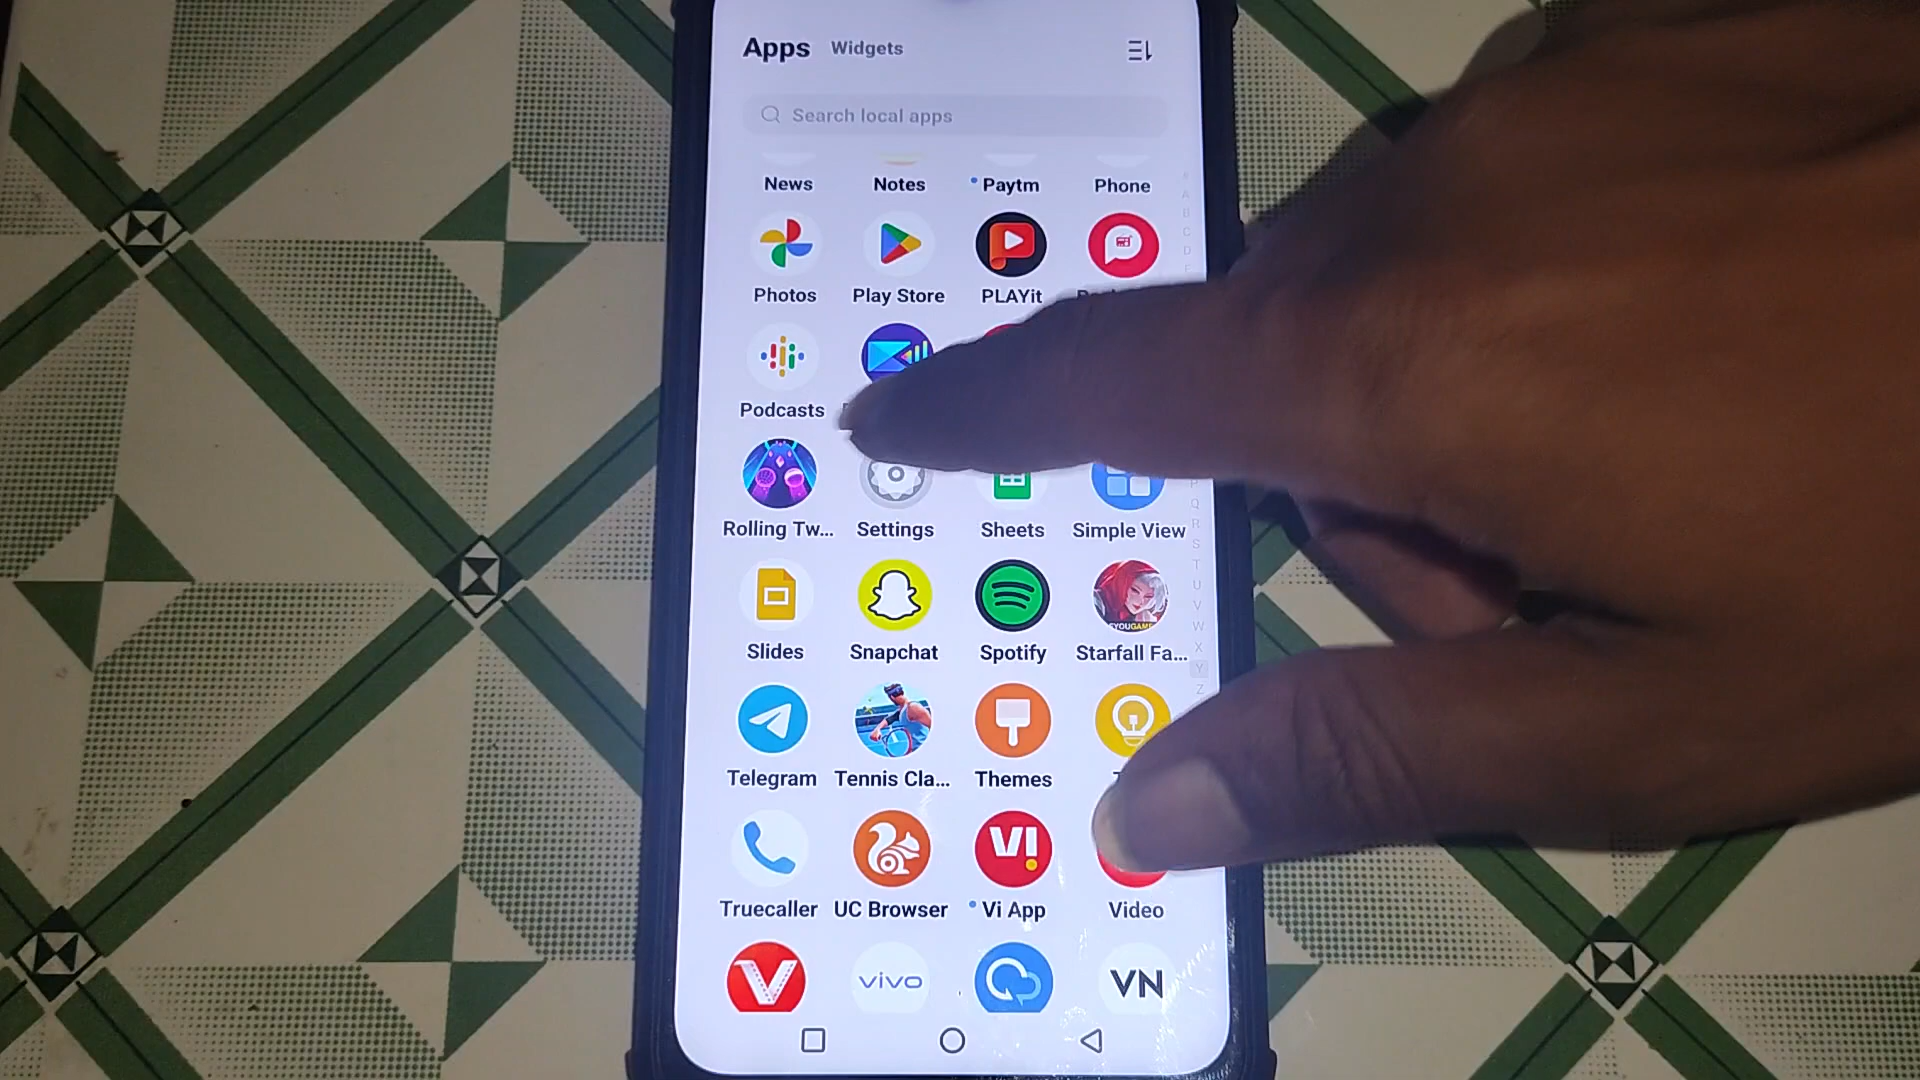 Apps Widgets
Search local apps
News Notes Paytm Phone
Photos Play Store PLAYit
Podcasts
Rolling Tw... Settings Sheets Simple View
Slides Snapchat Spotify Starfall Fa...
Telegram Tennis Cla... Themes
Vi
Truecaller UC Browser Vi App Video
V vivo VN